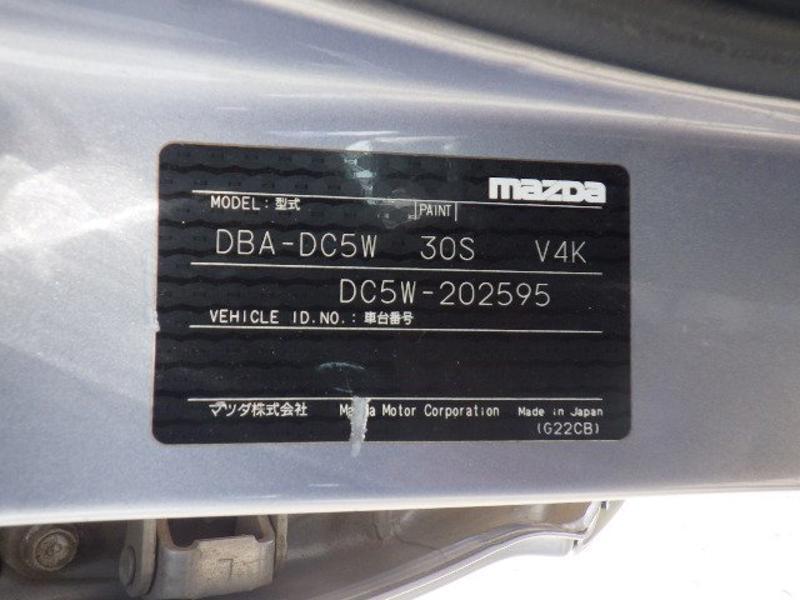 mazda
MODEL: 型式 PAINT
DBA-DC5W 30S V4K
DC5W-202595
VEHICLE ID.NO.: 車台番号
マツダ株式会社 Mazda Motor Corporation Made in Japan
(G22CB)